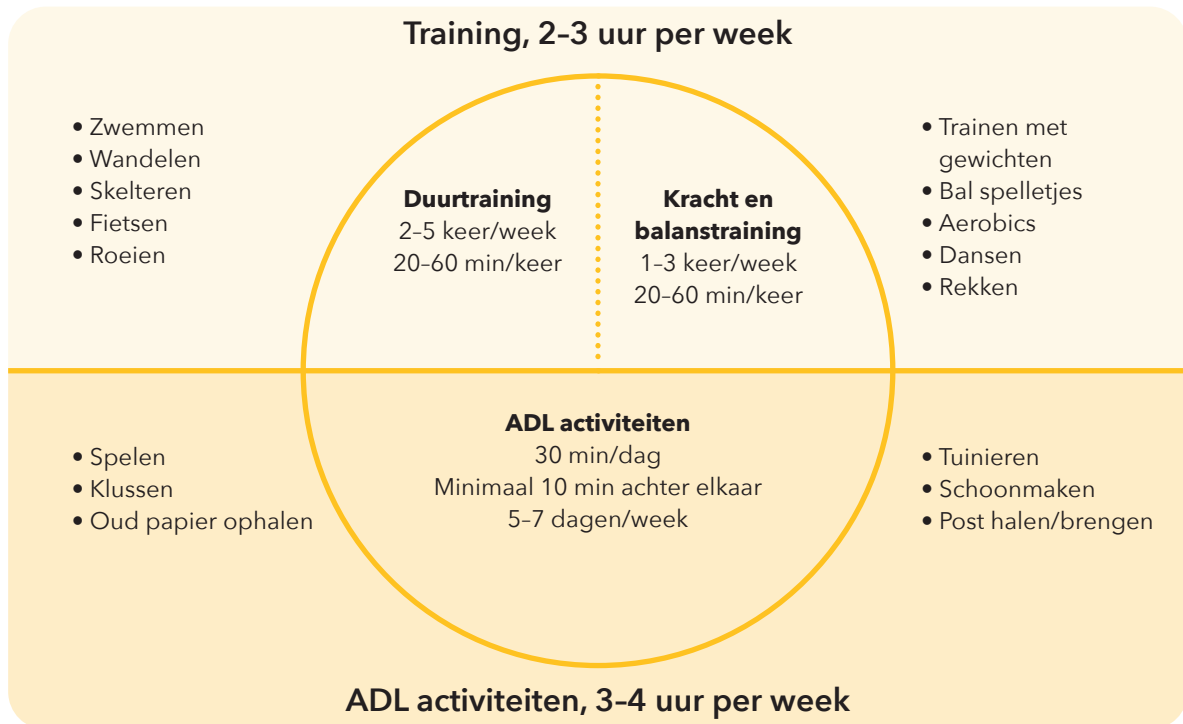 Training, 2–3 uur per week
• Zwemmen
• Wandelen
• Skelteren
• Fietsen
• Roeien
Duurtraining
2–5 keer/week
20–60 min/keer
Kracht en
balanstraining
1–3 keer/week
20–60 min/keer
• Trainen met
gewichten
• Bal spelletjes
• Aerobics
• Dansen
• Rekken
• Spelen
• Klussen
• Oud papier ophalen
ADL activiteiten
30 min/dag
Minimaal 10 min achter elkaar
5–7 dagen/week
• Tuinieren
• Schoonmaken
• Post halen/brengen
ADL activiteiten, 3–4 uur per week